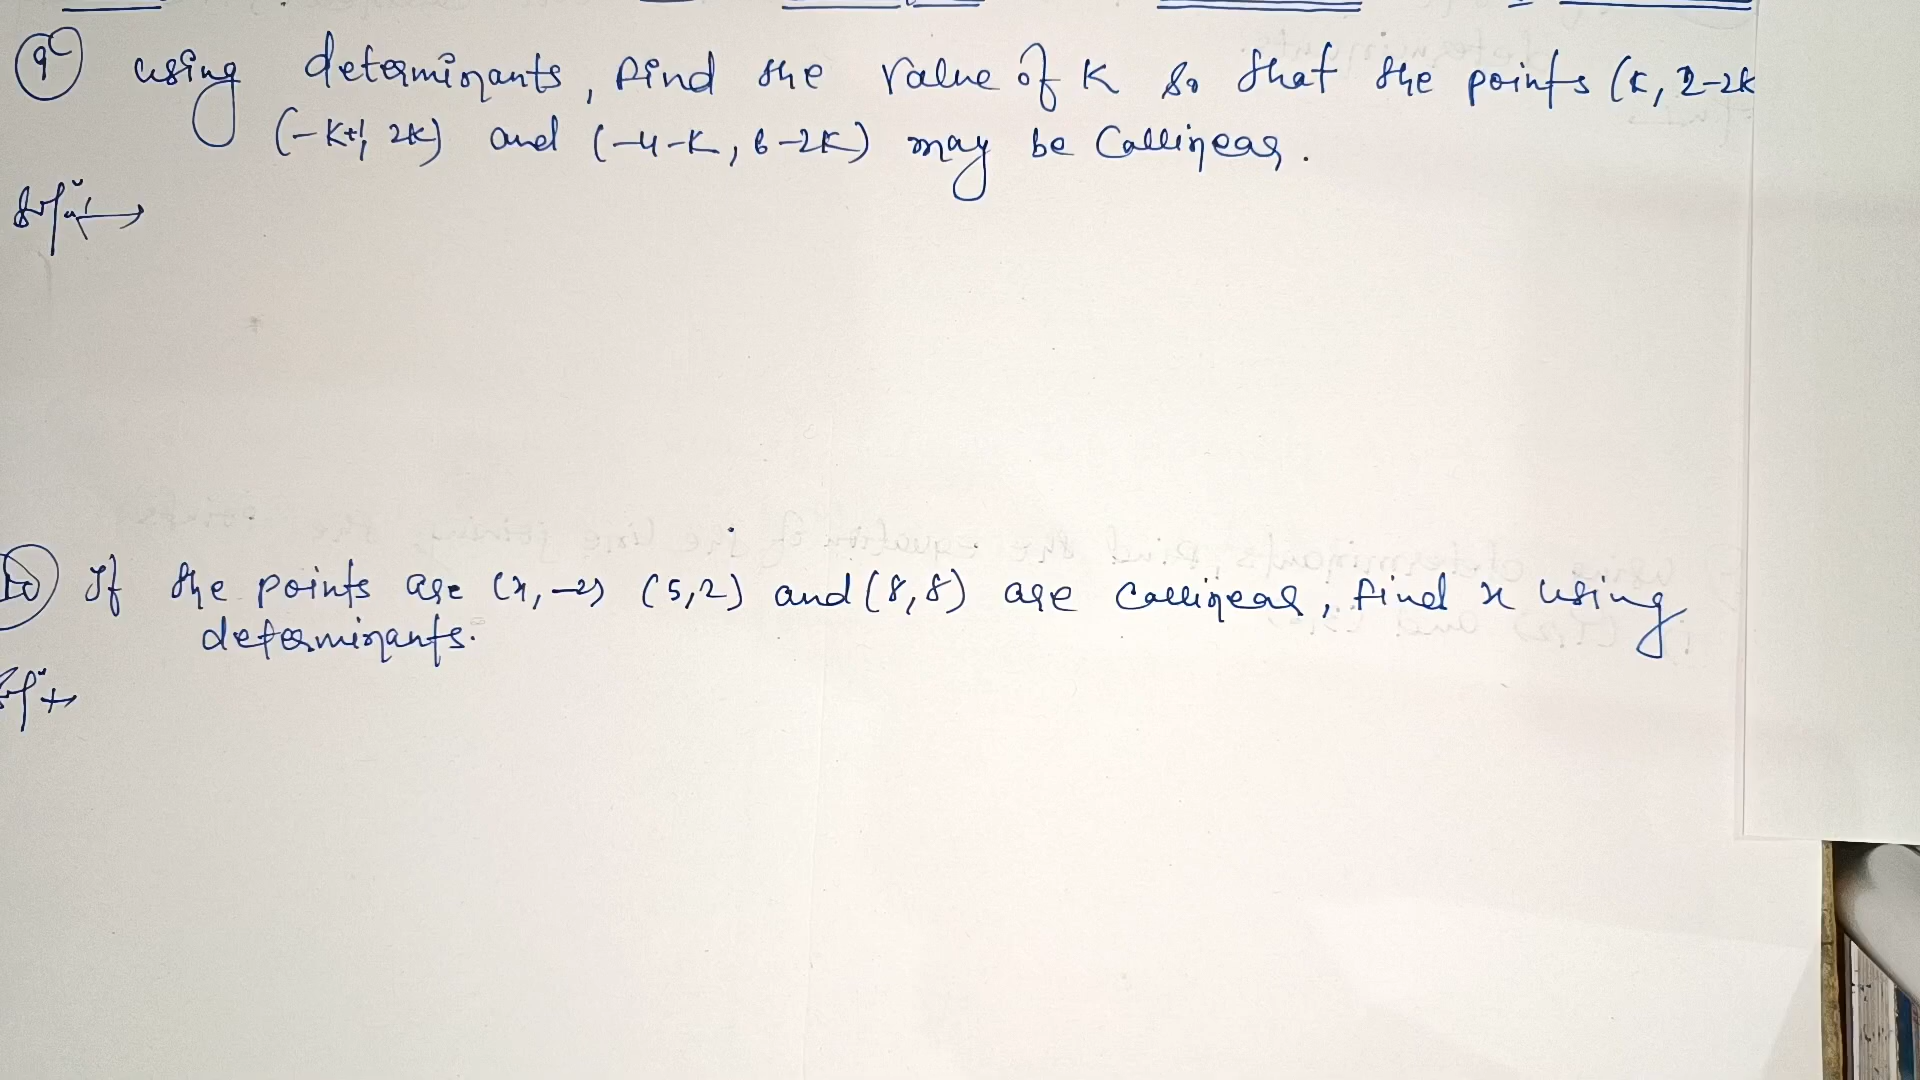 9 using determinants, find the value of K so that the points (K, 2-2K
(-K+1, 2K) and (-4-K, 6-2K) may be Collinear.
Solⁿ→
10 If the points are (x,-2) (5,2) and (8,8) are collinear, find x using
determinants.
Solⁿ→